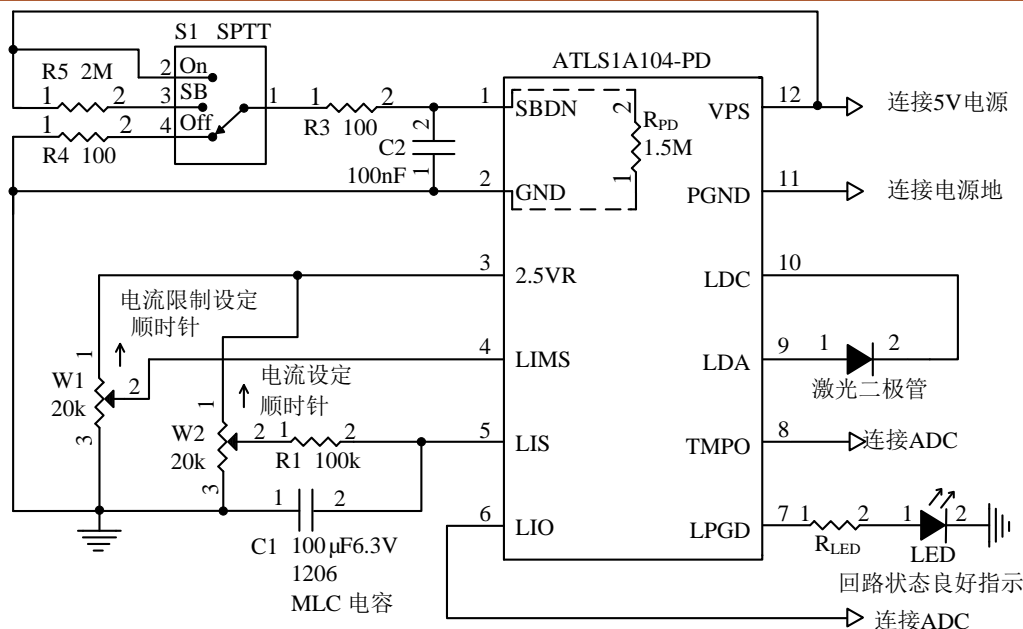 S1 SPTT
ATLS1A104-PD
R5 2M
1 2
2 On
3 SB
4 Off
1
1 2
R4 100
1 2
R3 100
2
C2
1
100nF
1 SBDN
2
RPD
1.5M
1
2 GND
3 2.5VR
4 LIMS
5 LIS
6 LIO
VPS 12
连接5V电源
PGND 11
连接电源地
LDC 10
LDA 9
1 2
激光二极管
TMPO 8
连接ADC
LPGD 7
1 2
RLED
1 2
LED
回路状态良好指示
连接ADC
电流限制设定
顺时针
1
W1
20k
2
3
电流设定
顺时针
1
W2
20k
2
3
1 2
R1 100k
1 2
C1 100μF6.3V
1206
MLC 电容